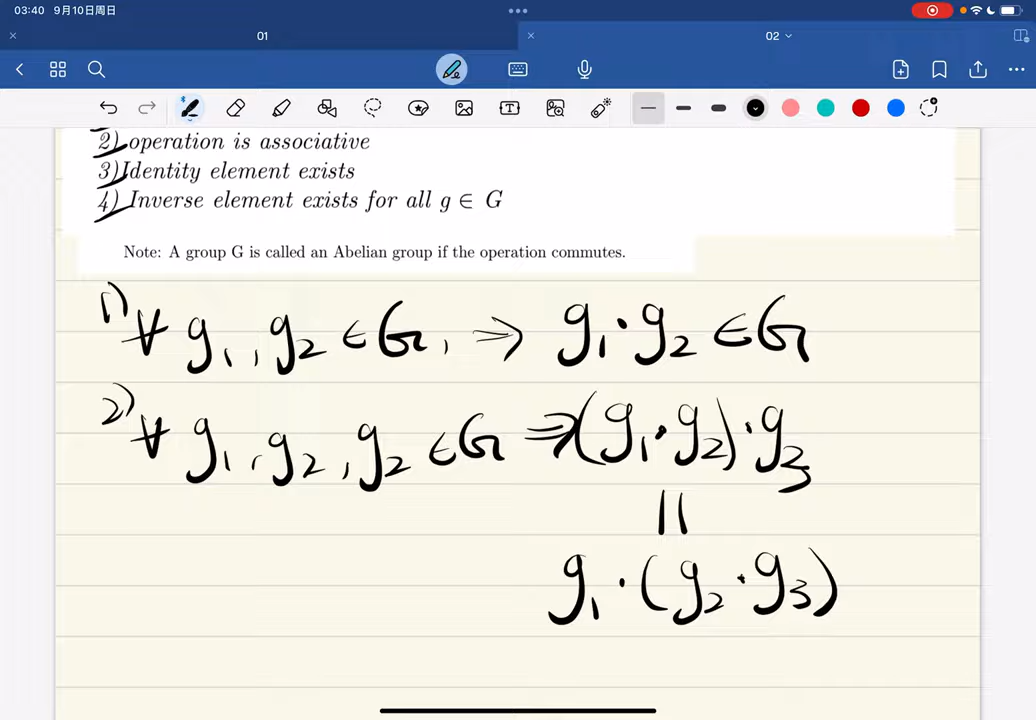 03:40 9月10日周日
01
02
2) operation is associative
3) Identity element exists
4) Inverse element exists for all g ∈ G
Note: A group G is called an Abelian group if the operation commutes.
1) ∀ g₁, g₂ ∈ G, ⇒ g₁·g₂ ∈ G
2) ∀ g₁, g₂, g₂ ∈ G ⇒ (g₁·g₂)·g₃
||
g₁·(g₂·g₃)